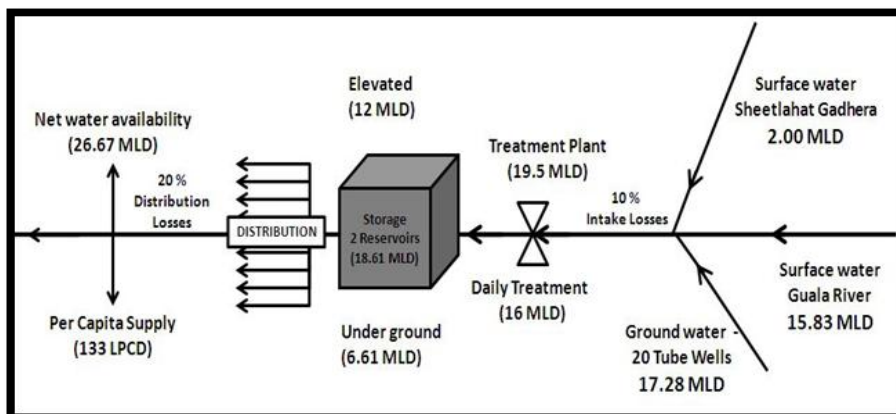 Net water availability
(26.67 MLD)
20 %
Distribution
Losses
Per Capita Supply
(133 LPCD)
DISTRIBUTION
Elevated
(12 MLD)
Storage
2 Reservoirs
(18.61 MLD)
Under ground
(6.61 MLD)
Treatment Plant
(19.5 MLD)
Daily Treatment
(16 MLD)
10 %
Intake Losses
Surface water
Sheetlahat Gadhera
2.00 MLD
Surface water
Guala River
15.83 MLD
Ground water -
20 Tube Wells
17.28 MLD